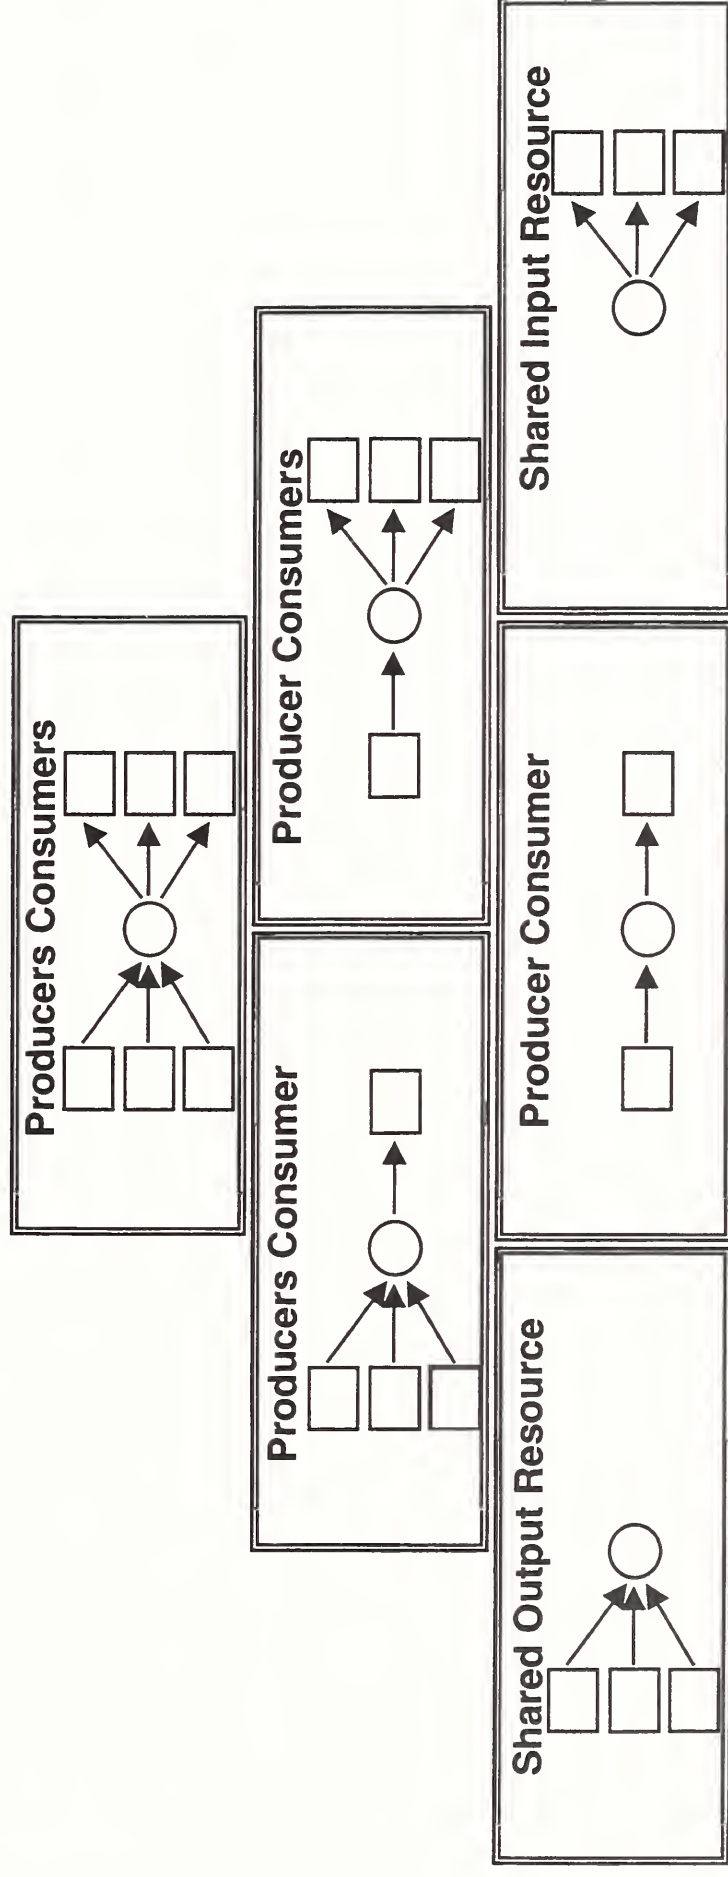 Producers Consumers
Producers Consumer
Producer Consumers
Shared Output Resource
Producer Consumer
Shared Input Resource